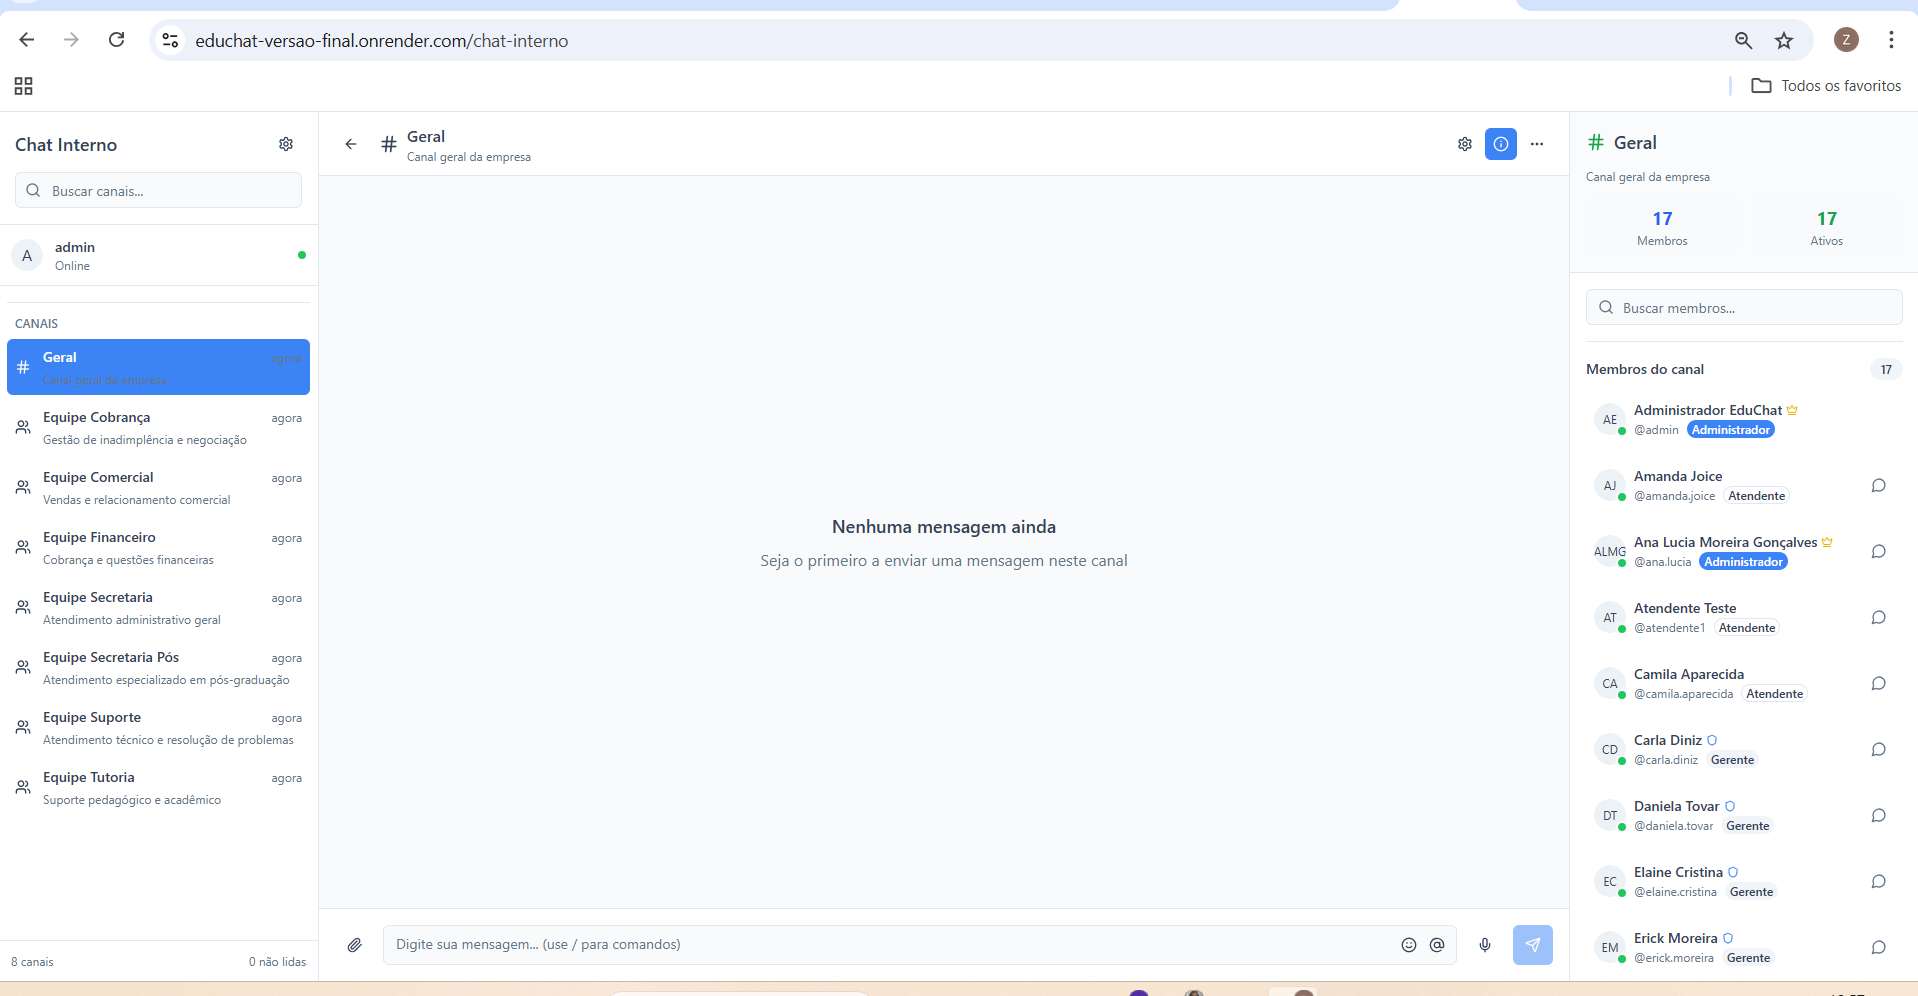 educhat-versao-final.onrender.com/chat-interno
Z
Todos os favoritos
Chat Interno
Buscar canais...
A
admin
Online
CANAIS
Geral
agora
Canal geral da empresa
Equipe Cobrança
agora
Gestão de inadimplência e negociação
Equipe Comercial
agora
Vendas e relacionamento comercial
Equipe Financeiro
agora
Cobrança e questões financeiras
Equipe Secretaria
agora
Atendimento administrativo geral
Equipe Secretaria Pós
agora
Atendimento especializado em pós-graduação
Equipe Suporte
agora
Atendimento técnico e resolução de problemas
Equipe Tutoria
agora
Suporte pedagógico e acadêmico
8 canais
0 não lidas
# Geral
Canal geral da empresa
Nenhuma mensagem ainda
Seja o primeiro a enviar uma mensagem neste canal
Digite sua mensagem... (use / para comandos)
# Geral
Canal geral da empresa
17
Membros
17
Ativos
Buscar membros...
Membros do canal
17
AE
Administrador EduChat
@admin Administrador
AJ
Amanda Joice
@amanda.joice Atendente
ALMG
Ana Lucia Moreira Gonçalves
@ana.lucia Administrador
AT
Atendente Teste
@atendente1 Atendente
CA
Camila Aparecida
@camila.aparecida Atendente
CD
Carla Diniz
@carla.diniz Gerente
DT
Daniela Tovar
@daniela.tovar Gerente
EC
Elaine Cristina
@elaine.cristina Gerente
EM
Erick Moreira
@erick.moreira Gerente